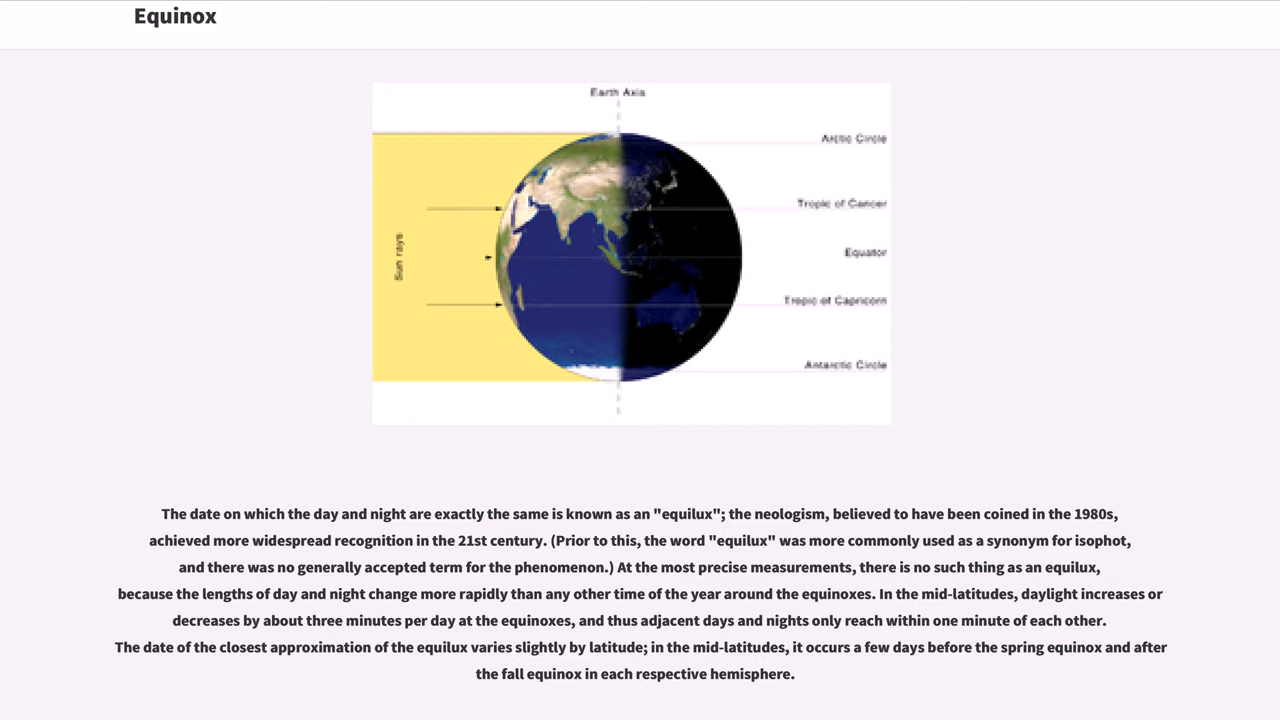 Equinox
Earth Axis
Arctic Circle
Tropic of Cancer
Sun rays
Equator
Tropic of Capricorn
Antarctic Circle
The date on which the day and night are exactly the same is known as an "equilux"; the neologism, believed to have been coined in the 1980s,
achieved more widespread recognition in the 21st century. (Prior to this, the word "equilux" was more commonly used as a synonym for isophot,
and there was no generally accepted term for the phenomenon.) At the most precise measurements, there is no such thing as an equilux,
because the lengths of day and night change more rapidly than any other time of the year around the equinoxes. In the mid-latitudes, daylight increases or
decreases by about three minutes per day at the equinoxes, and thus adjacent days and nights only reach within one minute of each other.
The date of the closest approximation of the equilux varies slightly by latitude; in the mid-latitudes, it occurs a few days before the spring equinox and after
the fall equinox in each respective hemisphere.